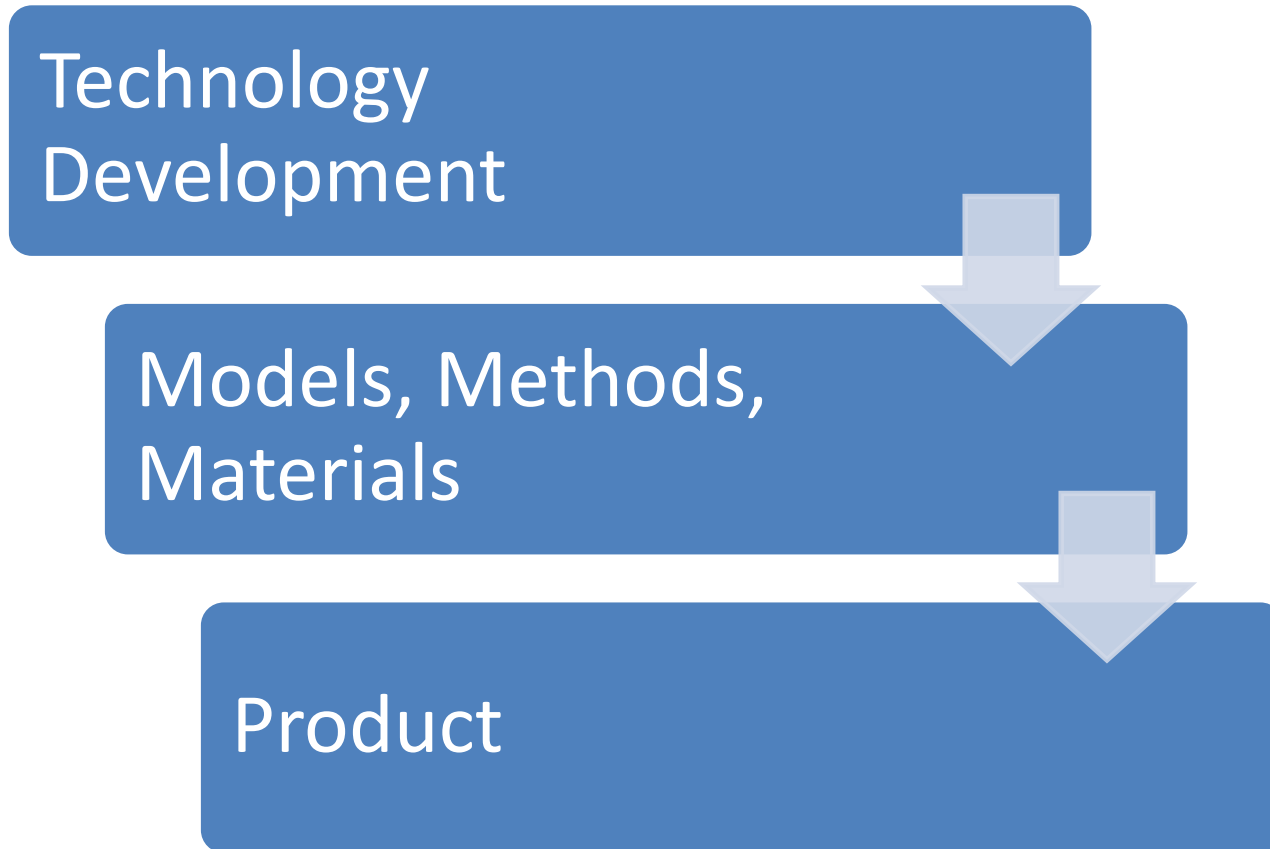 Technology
Development
Models, Methods,
Materials
Product